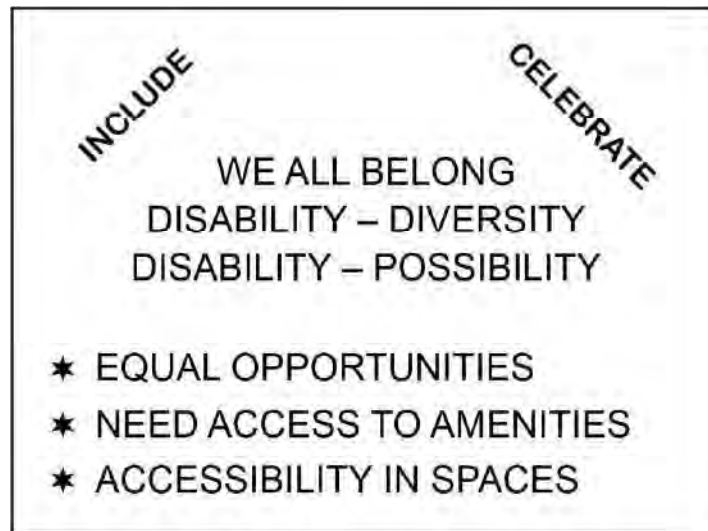 INCLUDE
CELEBRATE
WE ALL BELONG
DISABILITY – DIVERSITY
DISABILITY – POSSIBILITY
✶ EQUAL OPPORTUNITIES
✶ NEED ACCESS TO AMENITIES
✶ ACCESSIBILITY IN SPACES